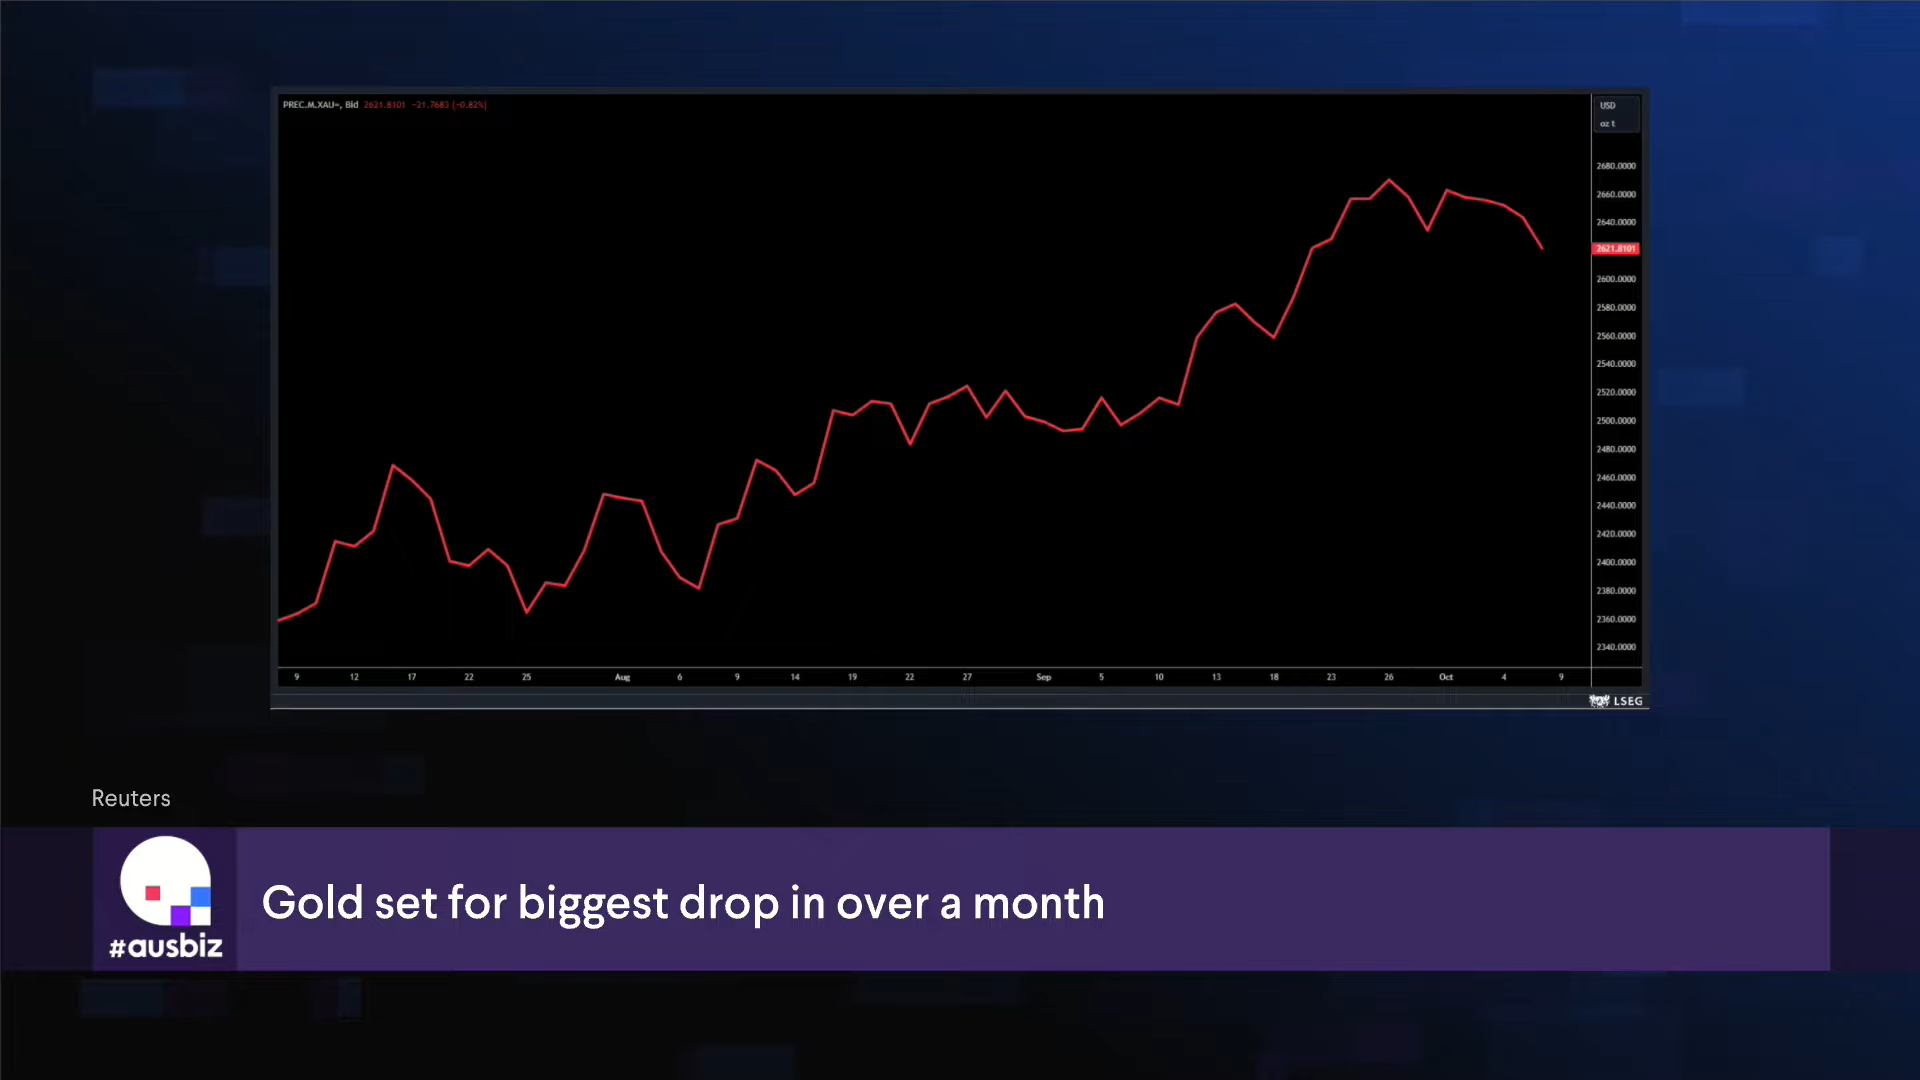 PREC.M.XAU=, Bid 2621.8101 -21.7683 (-0.82%)
USD
oz t
2680.0000
2660.0000
2640.0000
2621.8101
2600.0000
2580.0000
2560.0000
2540.0000
2520.0000
2500.0000
2480.0000
2460.0000
2440.0000
2420.0000
2400.0000
2380.0000
2360.0000
2340.0000
9 12 17 22 25 Aug 6 9 14 19 22 27 Sep 5 10 13 18 23 26 Oct 4 9
LSEG
Reuters
#ausbiz
Gold set for biggest drop in over a month